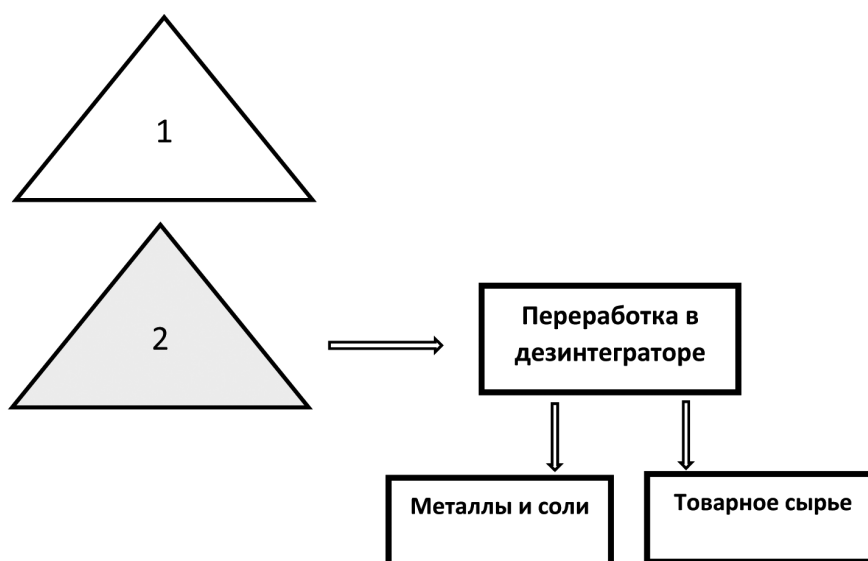 1
2
Переработка в
дезинтеграторе
Металлы и соли
Товарное сырье